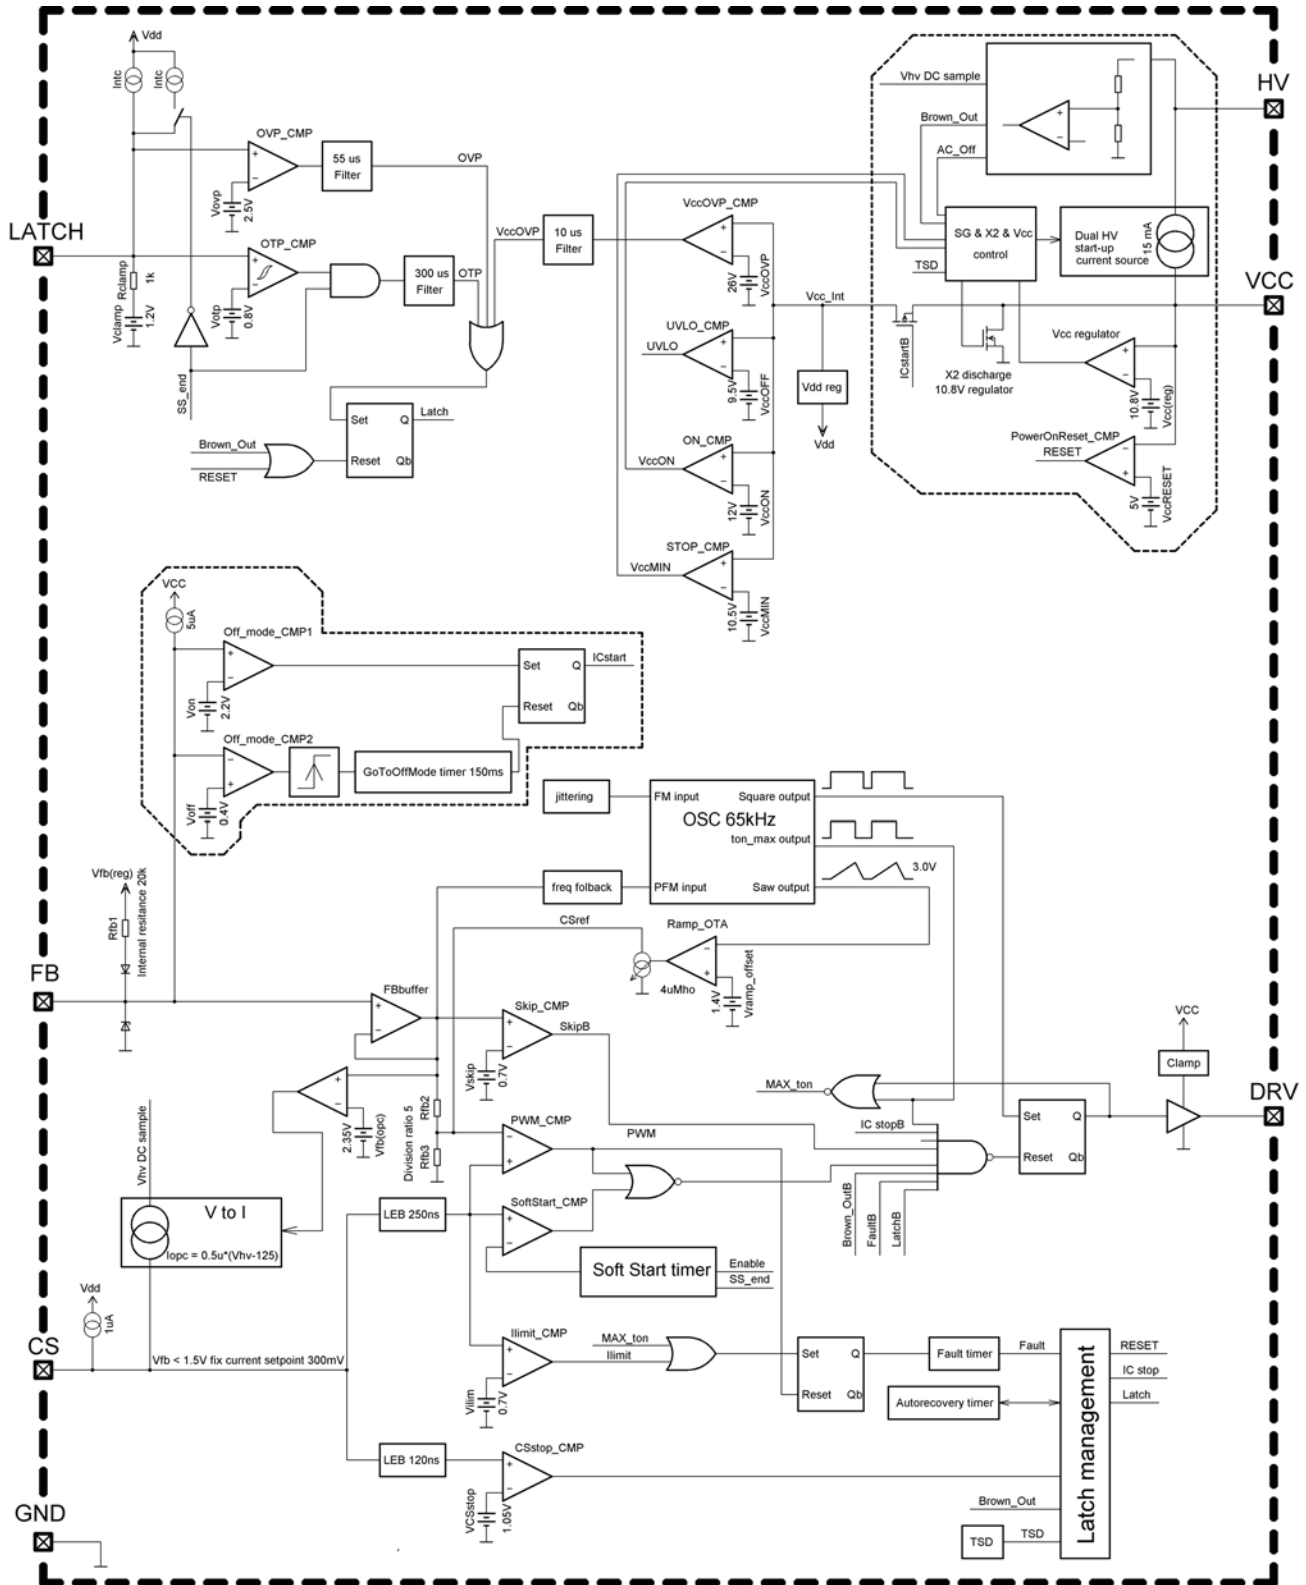 Vdd
Intc
Intc
OVP_CMP
55 us
Filter
OVP
Vovp
2.5V
LATCH
OTP_CMP
Rclamp
1k
Vclamp
1.2V
Votp
0.8V
300 us
Filter
OTP
SS_end
Brown_Out
RESET
Set
Q
Latch
Reset
Qb
VccOVP
10 us
Filter
VccOVP_CMP
26V
VccOVP
UVLO_CMP
UVLO
9.5V
VccOFF
ON_CMP
VccON
12V
VccON
STOP_CMP
VccMIN
10.5V
VccMIN
Vcc_Int
Vdd reg
Vdd
Vhv DC sample
Brown_Out
AC_Off
HV
SG & X2 & Vcc
control
TSD
Dual HV
start-up
current source
15 mA
VCC
ICstartB
X2 discharge
10.8V regulator
Vcc regulator
10.8V
Vcc(reg)
PowerOnReset_CMP
RESET
5V
VccRESET
VCC
5uA
Off_mode_CMP1
Von
2.2V
Set
Q
ICstart
Reset
Qb
Off_mode_CMP2
Voff
0.4V
GoToOffMode timer 150ms
jittering
FM input
Square output
OSC 65kHz
ton_max output
freq folback
PFM input
Saw output
3.0V
Vfb(reg)
Rfb1
Internal resitance 20k
FB
CSref
Ramp_OTA
4uMho
1.4V
Vramp_offset
FBbuffer
Skip_CMP
SkipB
Vskip
0.7V
2.35V
Vfb(opc)
Division ratio 5
Rfb2
Rfb3
PWM_CMP
PWM
MAX_ton
IC stopB
Set
Q
Reset
Qb
VCC
Clamp
DRV
Brown_OutB
FaultB
LatchB
Vhv DC sample
V to I
Iopc = 0.5u*(Vhv-125)
LEB 250ns
SoftStart_CMP
Soft Start timer
Enable
SS_end
Vdd
1uA
CS
Vfb < 1.5V fix current setpoint 300mV
Ilimit_CMP
MAX_ton
Ilimit
Vilim
0.7V
Set
Q
Reset
Qb
Fault timer
Fault
Autorecovery timer
Latch management
RESET
IC stop
Latch
LEB 120ns
CSstop_CMP
VCSstop
1.05V
GND
Brown_Out
TSD
TSD